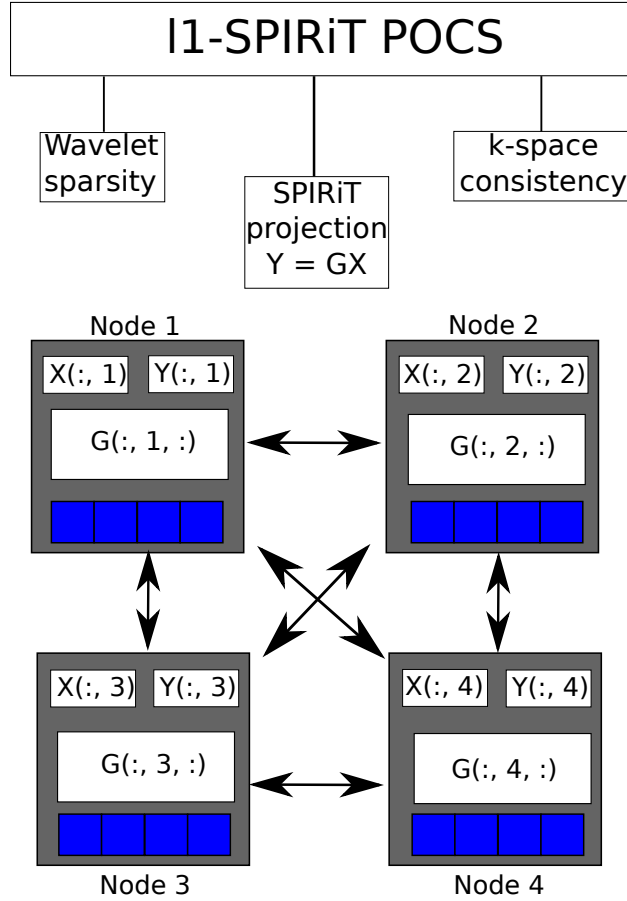 l1-SPIRiT POCS
Wavelet
sparsity
SPIRiT
projection
Y = GX
k-space
consistency
Node 1
X(:, 1)
Y(:, 1)
G(:, 1, :)
Node 2
X(:, 2)
Y(:, 2)
G(:, 2, :)
X(:, 3)
Y(:, 3)
G(:, 3, :)
Node 3
X(:, 4)
Y(:, 4)
G(:, 4, :)
Node 4